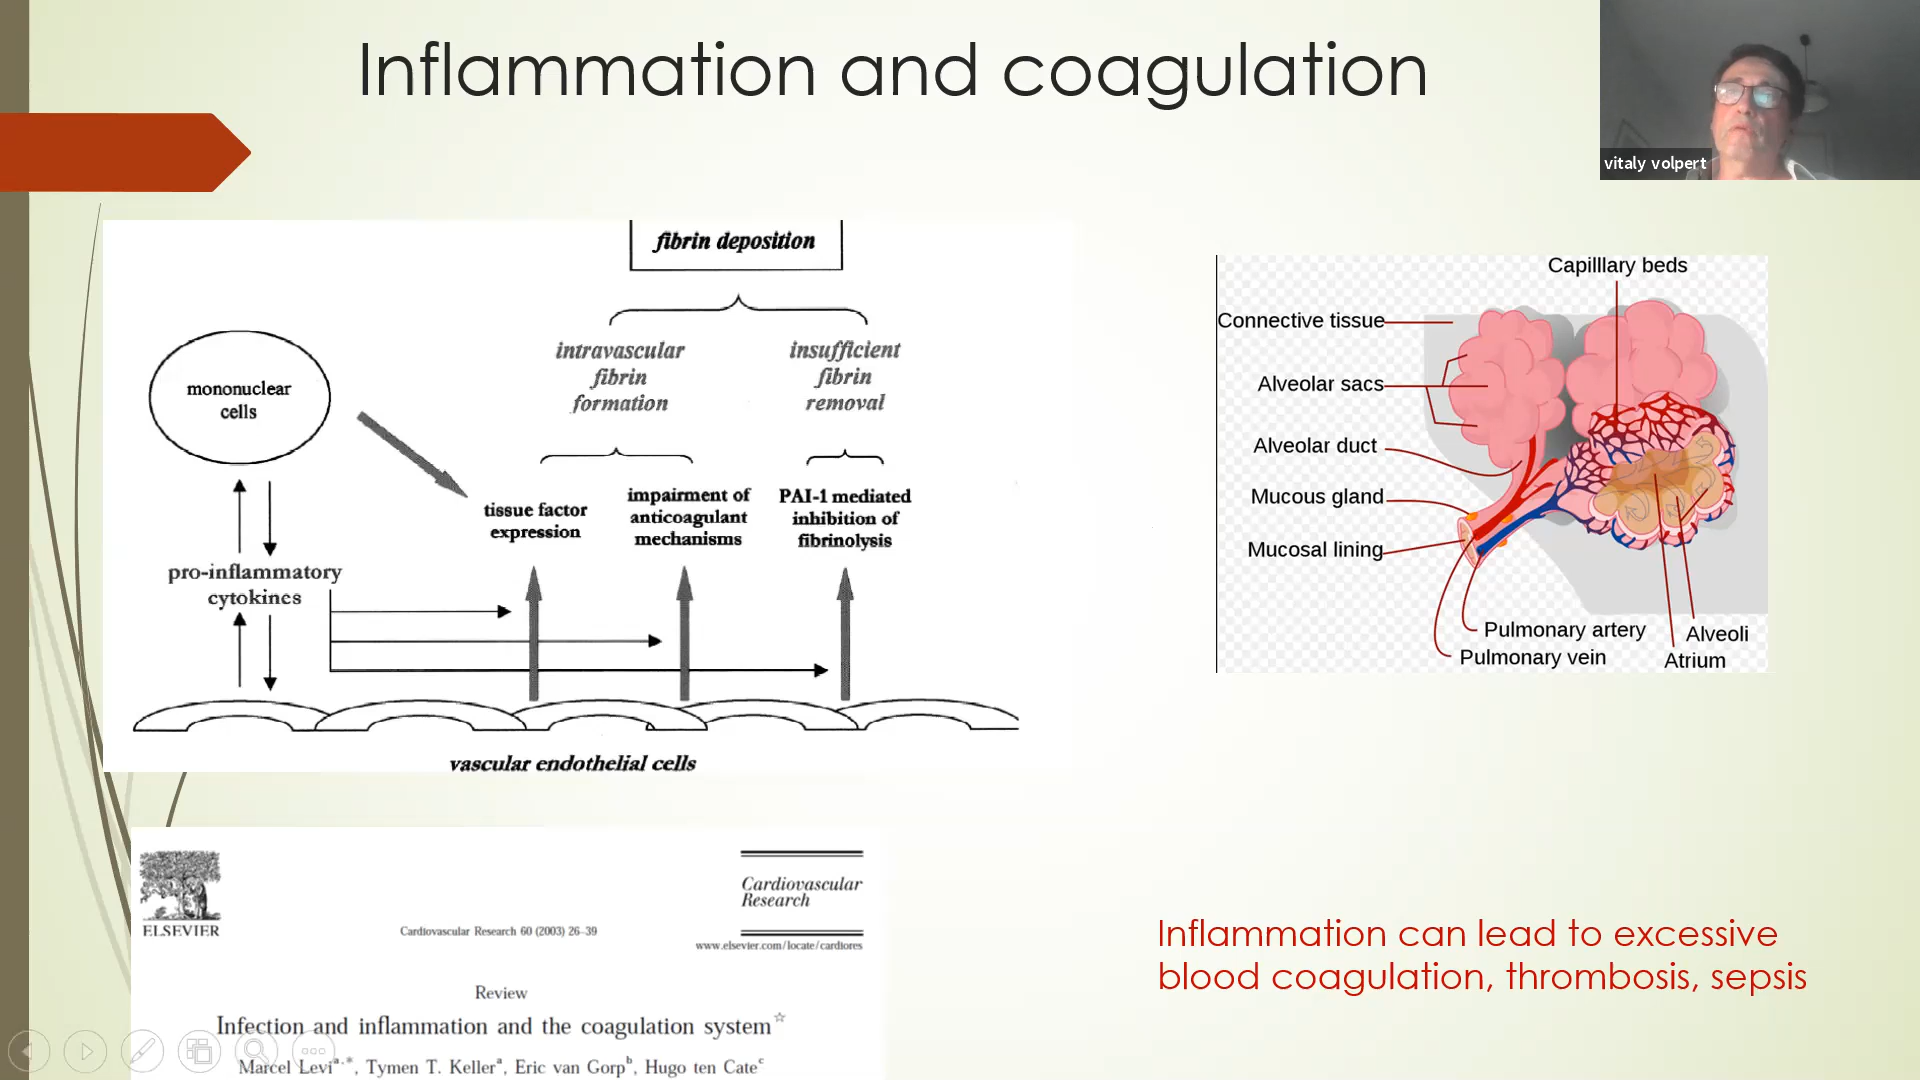 Inflammation and coagulation
vitaly volpert
fibrin deposition
intravascular
fibrin
formation
insufficient
fibrin
removal
mononuclear
cells
tissue factor
expression
impairment of
anticoagulant
mechanisms
PAI-1 mediated
inhibition of
fibrinolysis
pro-inflammatory
cytokines
vascular endothelial cells
Capilllary beds
Connective tissue
Alveolar sacs
Alveolar duct
Mucous gland
Mucosal lining
Pulmonary artery
Pulmonary vein
Alveoli
Atrium
ELSEVIER
Cardiovascular Research 60 (2003) 26–39
Cardiovascular
Research
www.elsevier.com/locate/cardiores
Review
Infection and inflammation and the coagulation system☆
Marcel Levi a,*, Tymen T. Keller a, Eric van Gorp b, Hugo ten Cate c
Inflammation can lead to excessive
blood coagulation, thrombosis, sepsis